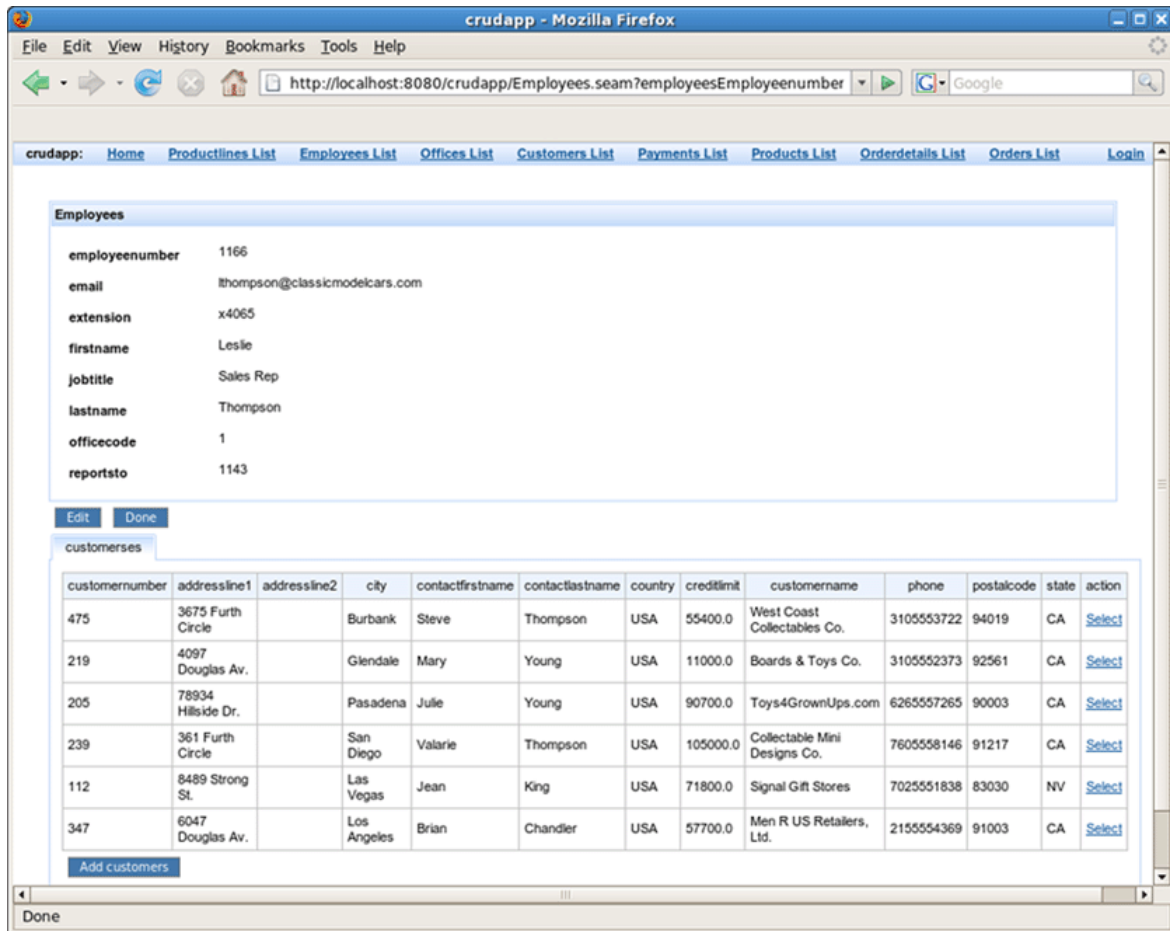 crudapp - Mozilla Firefox
File Edit View History Bookmarks Tools Help
http://localhost:8080/crudapp/Employees.seam?employeesEmployeenumber
G Google
crudapp: Home Productlines List Employees List Offices List Customers List Payments List Products List Orderdetails List Orders List Login
Employees
employeenumber 1166
email lthompson@classicmodelcars.com
extension x4065
firstname Leslie
jobtitle Sales Rep
lastname Thompson
officecode 1
reportsto 1143
Edit Done
customerses
customernumber addressline1 addressline2 city contactfirstname contactlastname country creditlimit customername phone postalcode state action
475 3675 Furth Circle Burbank Steve Thompson USA 55400.0 West Coast Collectables Co. 3105553722 94019 CA Select
219 4097 Douglas Av. Glendale Mary Young USA 11000.0 Boards & Toys Co. 3105552373 92561 CA Select
205 78934 Hillside Dr. Pasadena Julie Young USA 90700.0 Toys4GrownUps.com 6265557265 90003 CA Select
239 361 Furth Circle San Diego Valarie Thompson USA 105000.0 Collectable Mini Designs Co. 7605558146 91217 CA Select
112 8489 Strong St. Las Vegas Jean King USA 71800.0 Signal Gift Stores 7025551838 83030 NV Select
347 6047 Douglas Av. Los Angeles Brian Chandler USA 57700.0 Men R US Retailers, Ltd. 2155554369 91003 CA Select
Add customers
Done